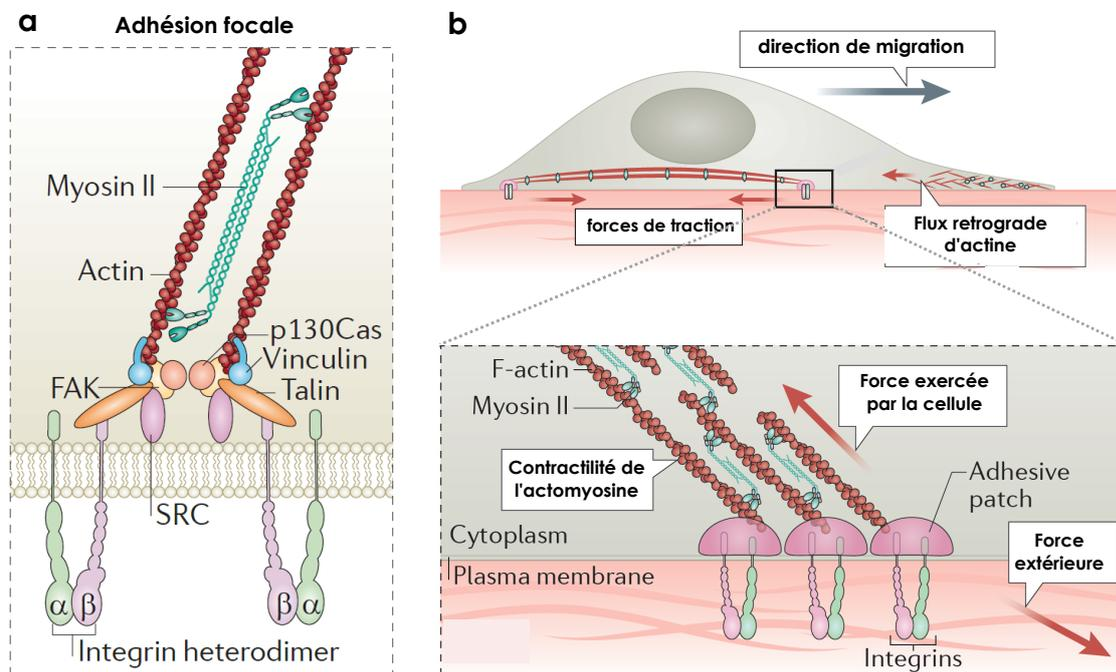 a
Adhésion focale
Myosin II
Actin
p130Cas
Vinculin
FAK
Talin
SRC
α
β
β
α
Integrin heterodimer
b
direction de migration
forces de traction
Flux retrograde
d'actine
F-actin
Myosin II
Force exercée
par la cellule
Contractilité de
l'actomyosine
Adhesive
patch
Cytoplasm
Force
extérieure
Plasma membrane
Integrins